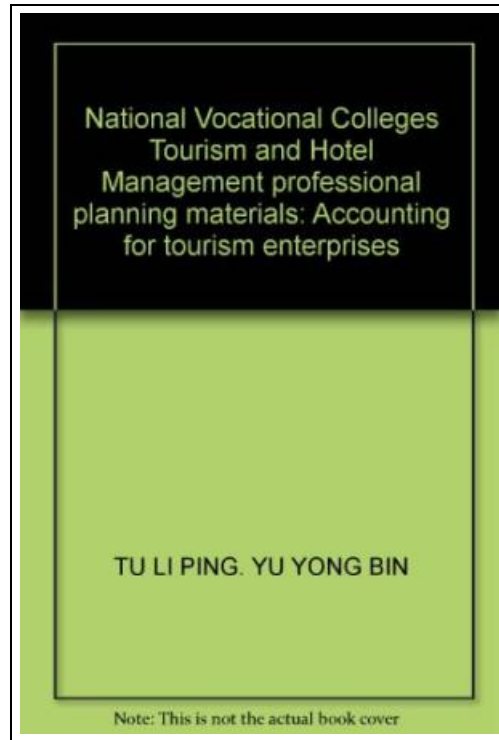 National Vocational Colleges
Tourism and Hotel
Management professional
planning materials: Accounting
for tourism enterprises
TU LI PING. YU YONG BIN
Note: This is not the actual book cover